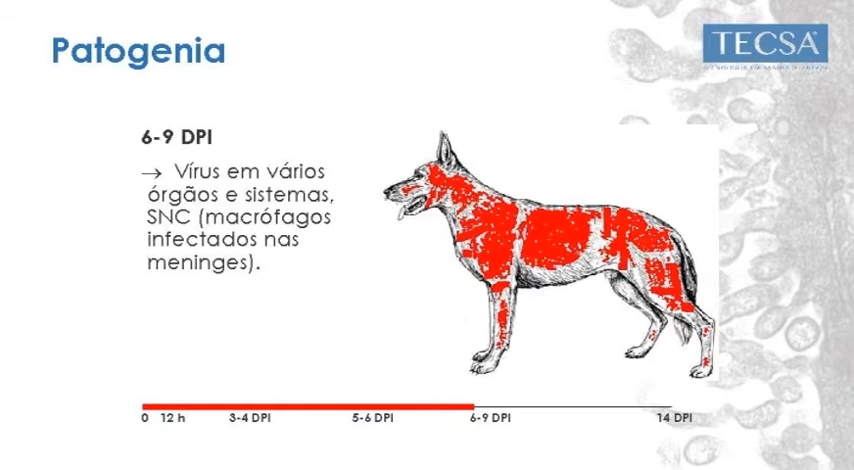 Patogenia
TECSA
6-9 DPI
→ Vírus em vários
órgãos e sistemas,
SNC (macrófagos
infectados nas
meninges).
0 12 h 3-4 DPI 5-6 DPI 6-9 DPI 14 DPI